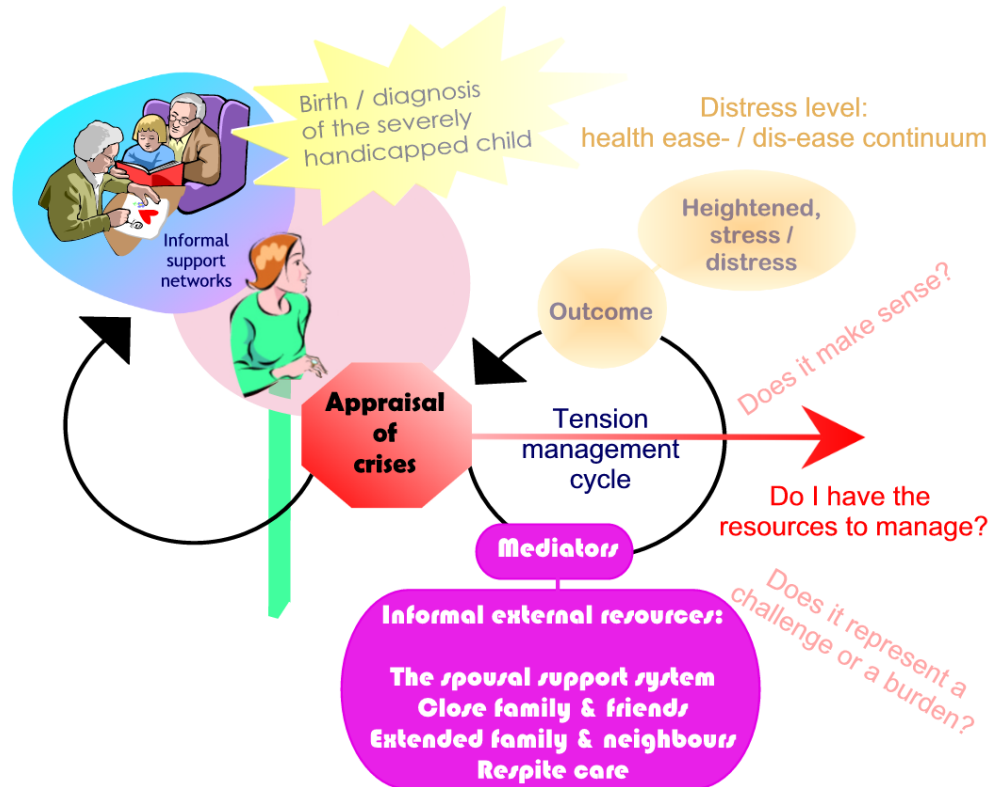 Birth / diagnosis
of the severely
handicapped child
Distress level:
health ease- / dis-ease continuum
Informal
support
networks
Heightened,
stress /
distress
Outcome
Does it make sense?
Appraisal
of
crises
Tension
management
cycle
Do I have the
resources to manage?
Mediators
Does it represent a
challenge or a burden?
Informal external resources:
The spousal support system
Close family & friends
Extended family & neighbours
Respite care